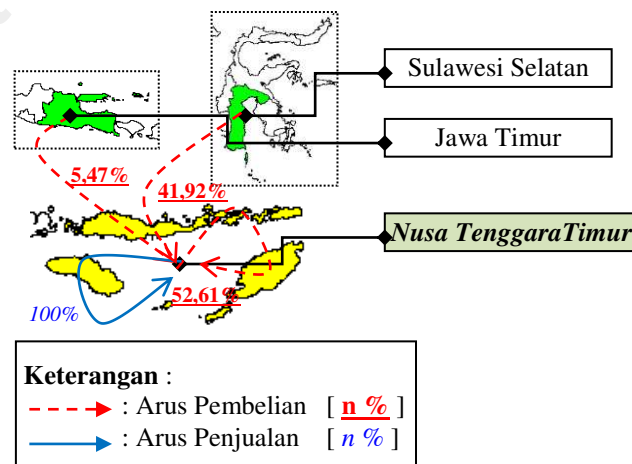 Sulawesi Selatan
Jawa Timur
5,47%
41,92%
Nusa TenggaraTimur
52,61%
100%
Keterangan :
: Arus Pembelian [ n % ]
: Arus Penjualan [ n % ]